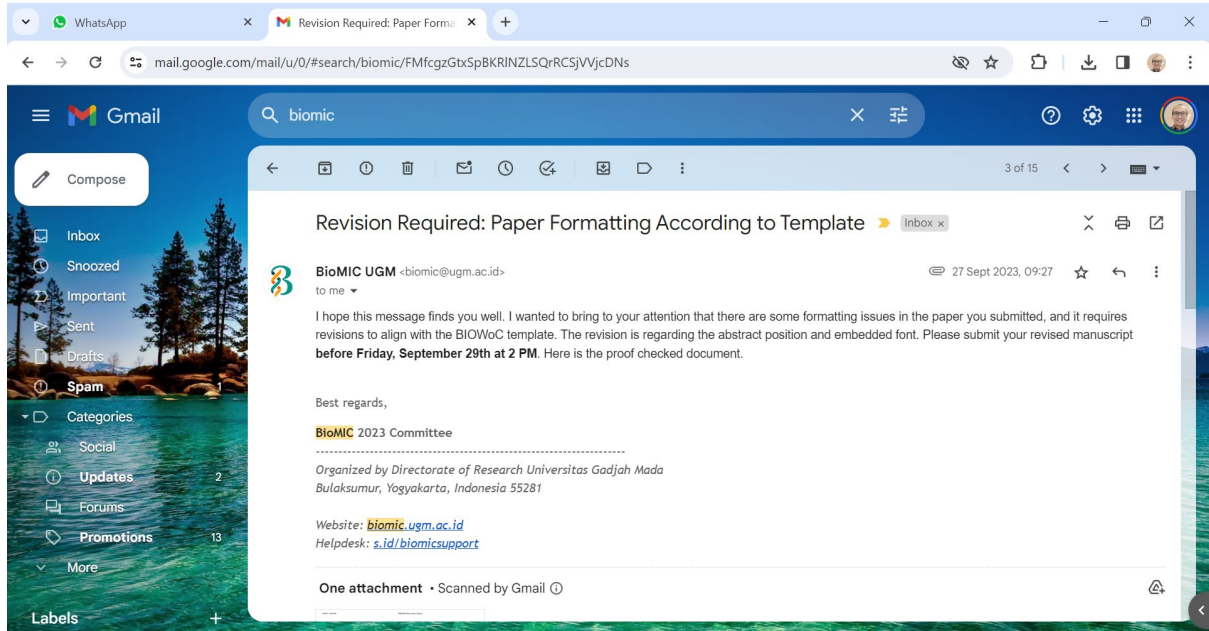 WhatsApp
Revision Required: Paper Forma
mail.google.com/mail/u/0/#search/biomic/FMfcgzGtxSpBKRlNZLSQrRCSjVVjcDNs
Gmail
biomic
Compose
3 of 15
Inbox
Snoozed
Important
Sent
Drafts
Spam 1
Categories
Social
Updates 2
Forums
Promotions 13
More
Labels
Revision Required: Paper Formatting According to Template
Inbox x
BioMIC UGM <biomic@ugm.ac.id>
27 Sept 2023, 09:27
to me
I hope this message finds you well. I wanted to bring to your attention that there are some formatting issues in the paper you submitted, and it requires
revisions to align with the BIOWoC template. The revision is regarding the abstract position and embedded font. Please submit your revised manuscript
before Friday, September 29th at 2 PM. Here is the proof checked document.
Best regards,
BioMIC 2023 Committee
----------------------------------------------------------------------
Organized by Directorate of Research Universitas Gadjah Mada
Bulaksumur, Yogyakarta, Indonesia 55281
Website: biomic.ugm.ac.id
Helpdesk: s.id/biomicsupport
One attachment • Scanned by Gmail